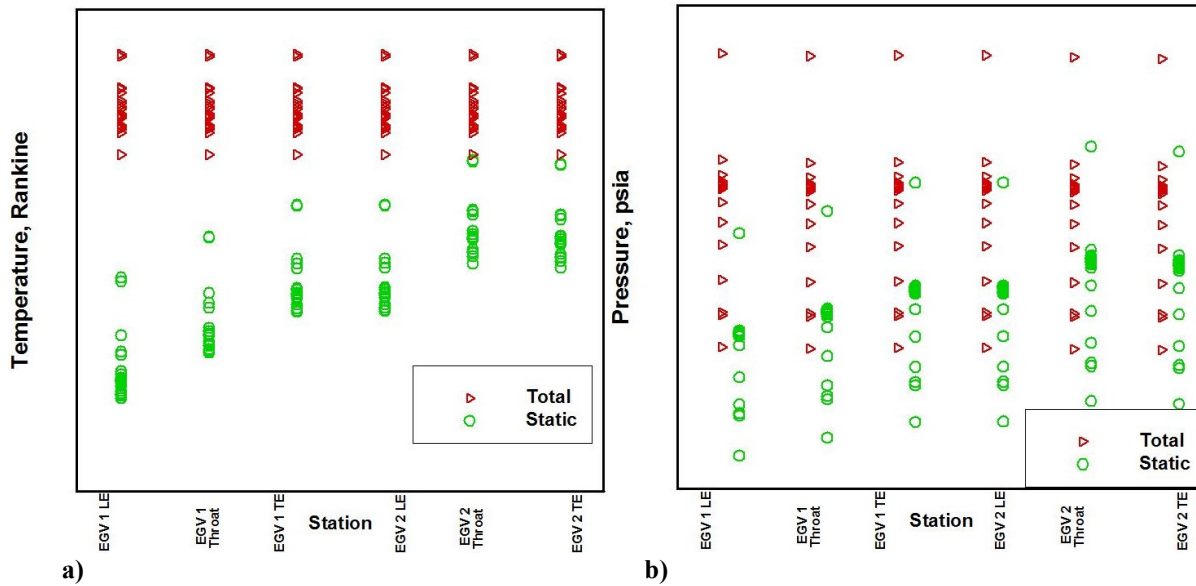 Temperature, Rankine
Total
Static
EGV 1 LE
EGV 1
Throat
EGV 1 TE
Station
EGV 2 LE
EGV 2
Throat
EGV 2 TE
a)
Pressure, psia
Total
Static
EGV 1 LE
EGV 1
Throat
EGV 1 TE
Station
EGV 2 LE
EGV 2
Throat
EGV 2 TE
b)